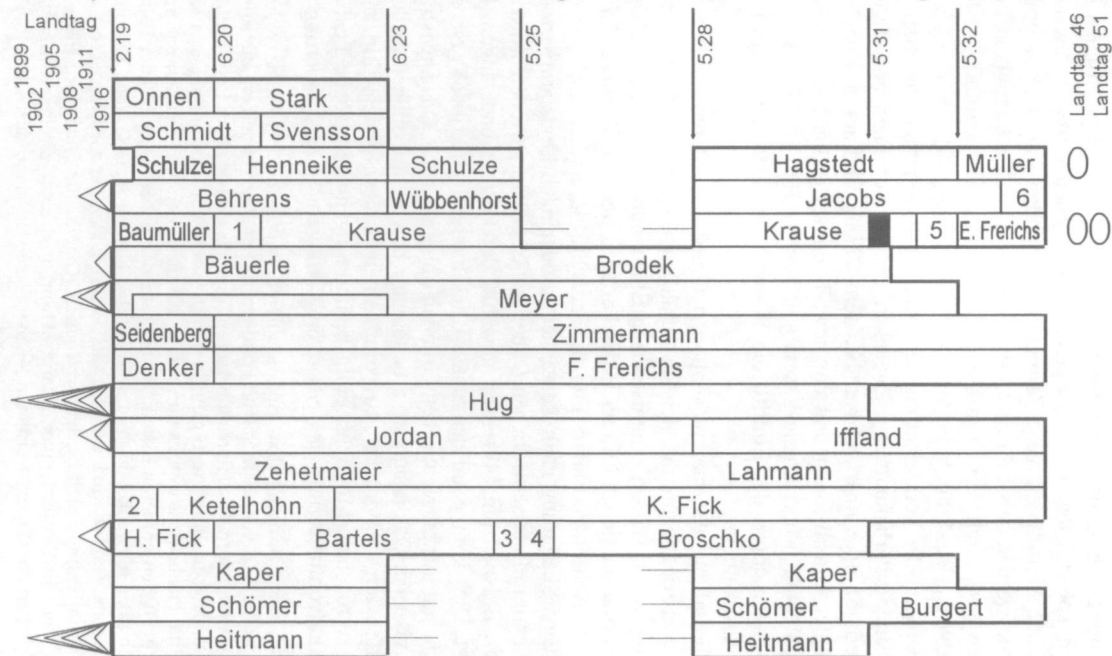 Landtag
1899
1902
1905
1908
1911
1916
2.19
6.20
6.23
5.25
5.28
5.31
5.32
Landtag 46
Landtag 51
Onnen Stark
Schmidt Svensson
Schulze Henneike Schulze Hagstedt Müller
Behrens Wübbenhorst Jacobs 6
Baumüller 1 Krause Krause 5 E. Frerichs
Bäuerle Brodek
Meyer
Seidenberg Zimmermann
Denker F. Frerichs
Hug
Jordan Iffland
Zehetmaier Lahmann
2 Ketelhohn K. Fick
H. Fick Bartels 3 4 Broschko
Kaper Kaper
Schömer Schömer Burgert
Heitmann Heitmann